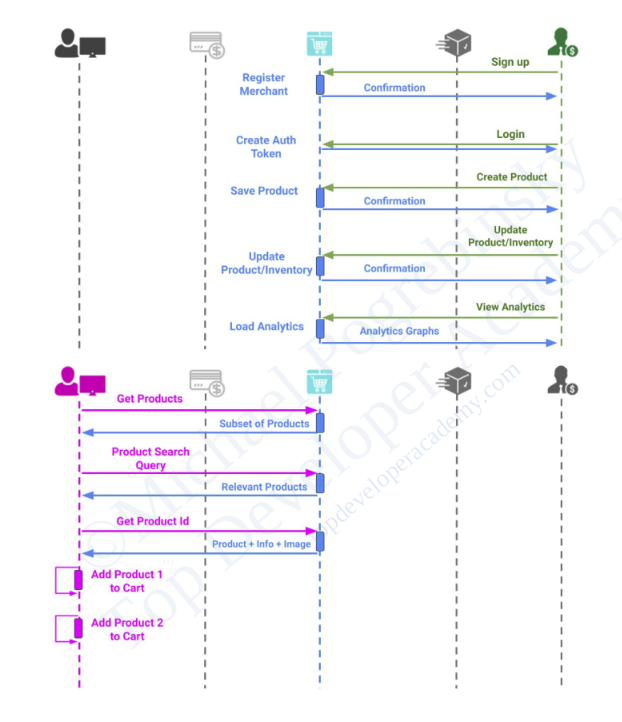 Sign up
Register
Merchant
Confirmation
Login
Create Auth
Token
Create Product
Save Product
Confirmation
Update
Product/Inventory
Update
Product/Inventory
Confirmation
View Analytics
Load Analytics
Analytics Graphs
Get Products
Subset of Products
Product Search
Query
Relevant Products
Get Product Id
Product + Info + Image
Add Product 1
to Cart
Add Product 2
to Cart
©Michael Pogrebinsky
Top Developer Academy
topdeveloperacademy.com